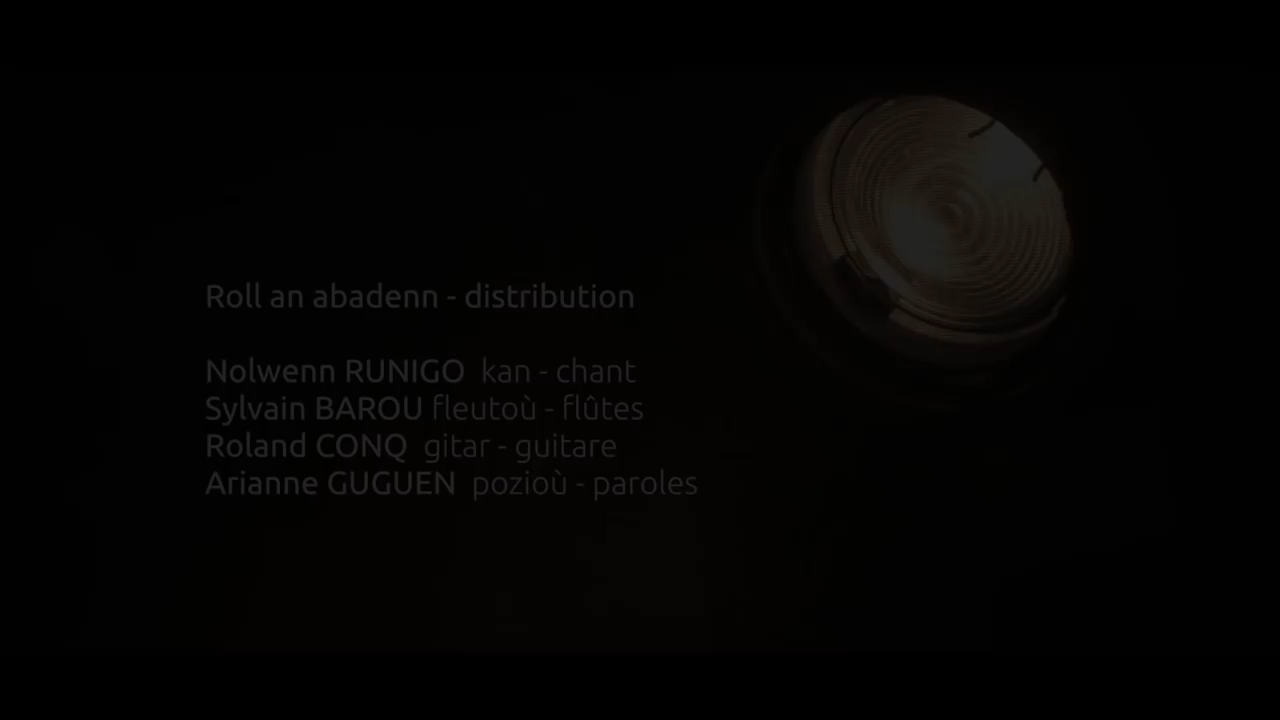 Roll an abadenn - distribution
Nolwenn RUNIGO kan - chant
Sylvain BAROU fleutoù - flûtes
Roland CONQ gitar - guitare
Arianne GUGUEN pozioù - paroles